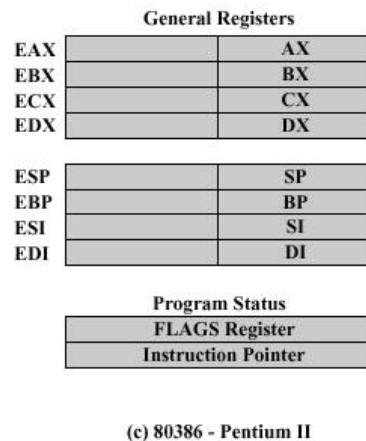 General Registers
EAX AX
EBX BX
ECX CX
EDX DX
ESP SP
EBP BP
ESI SI
EDI DI
Program Status
FLAGS Register
Instruction Pointer
(c) 80386 - Pentium II